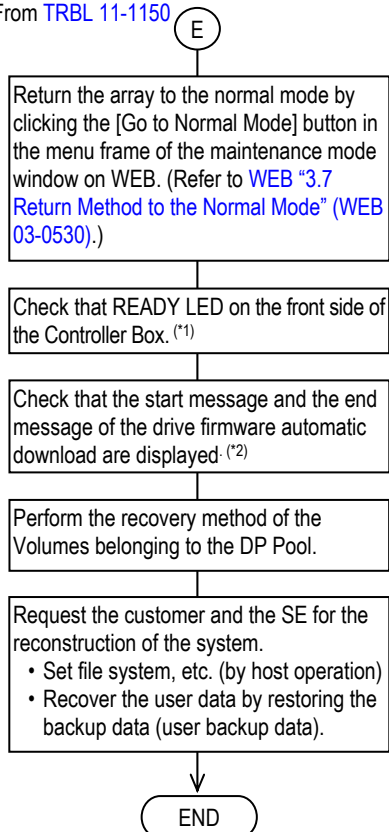 From TRBL 11-1150
E
Return the array to the normal mode by
clicking the [Go to Normal Mode] button in
the menu frame of the maintenance mode
window on WEB. (Refer to WEB “3.7
Return Method to the Normal Mode” (WEB
03-0530).)
Check that READY LED on the front side of
the Controller Box. (*1)
Check that the start message and the end
message of the drive firmware automatic
download are displayed. (*2)
Perform the recovery method of the
Volumes belonging to the DP Pool.
Request the customer and the SE for the
reconstruction of the system.
• Set file system, etc. (by host operation)
• Recover the user data by restoring the
backup data (user backup data).
END